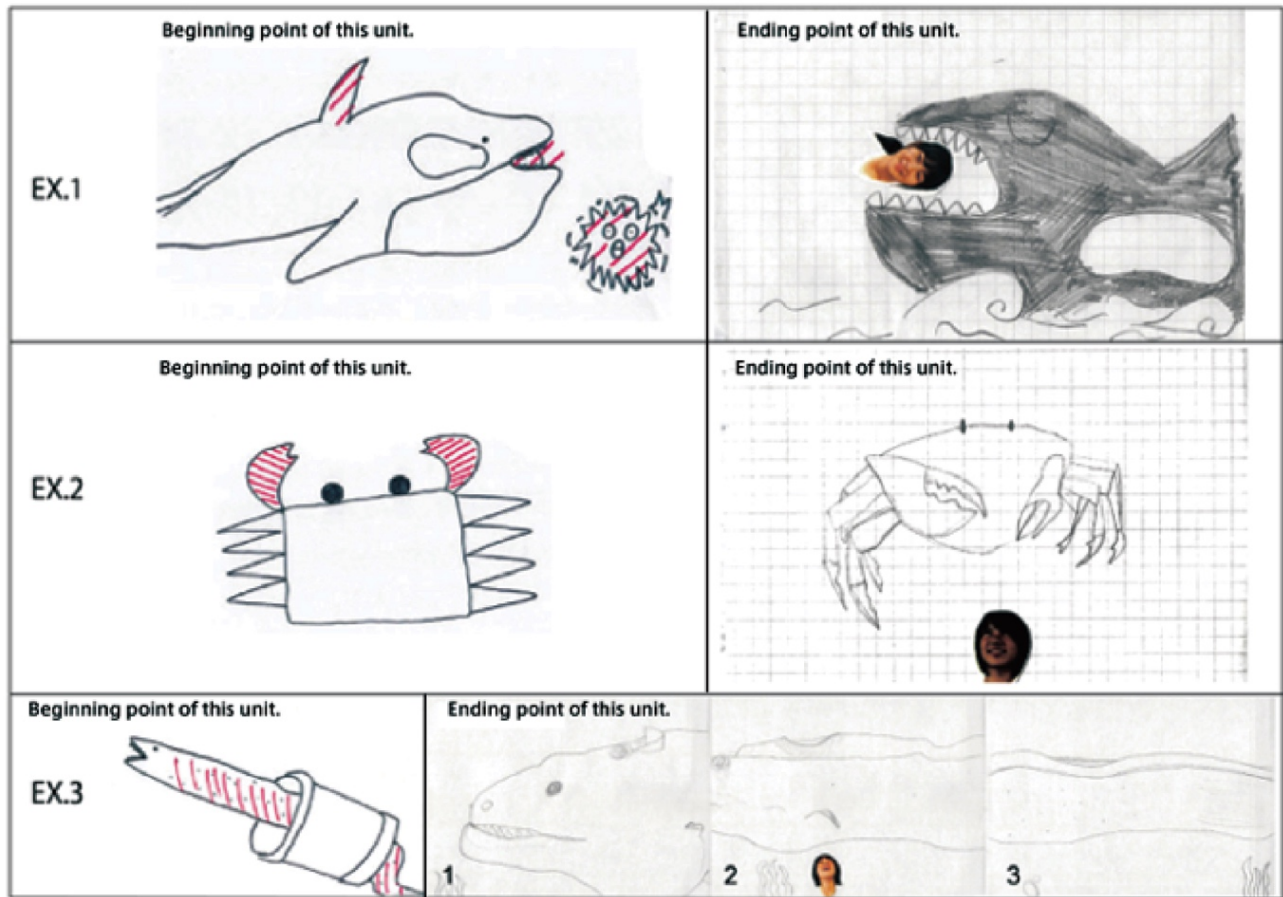 Beginning point of this unit.
Ending point of this unit.
EX.1
Beginning point of this unit.
Ending point of this unit.
EX.2
Beginning point of this unit.
Ending point of this unit.
EX.3
1
2
3